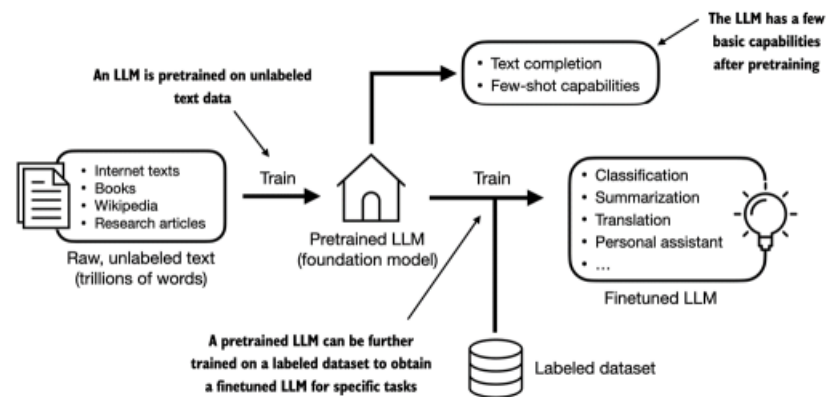 The LLM has a few
basic capabilities
after pretraining
• Text completion
• Few-shot capabilities
An LLM is pretrained on unlabeled
text data
• Internet texts
• Books
• Wikipedia
• Research articles
Raw, unlabeled text
(trillions of words)
Train
Pretrained LLM
(foundation model)
Train
• Classification
• Summarization
• Translation
• Personal assistant
• ...
Finetuned LLM
A pretrained LLM can be further
trained on a labeled dataset to obtain
a finetuned LLM for specific tasks
Labeled dataset